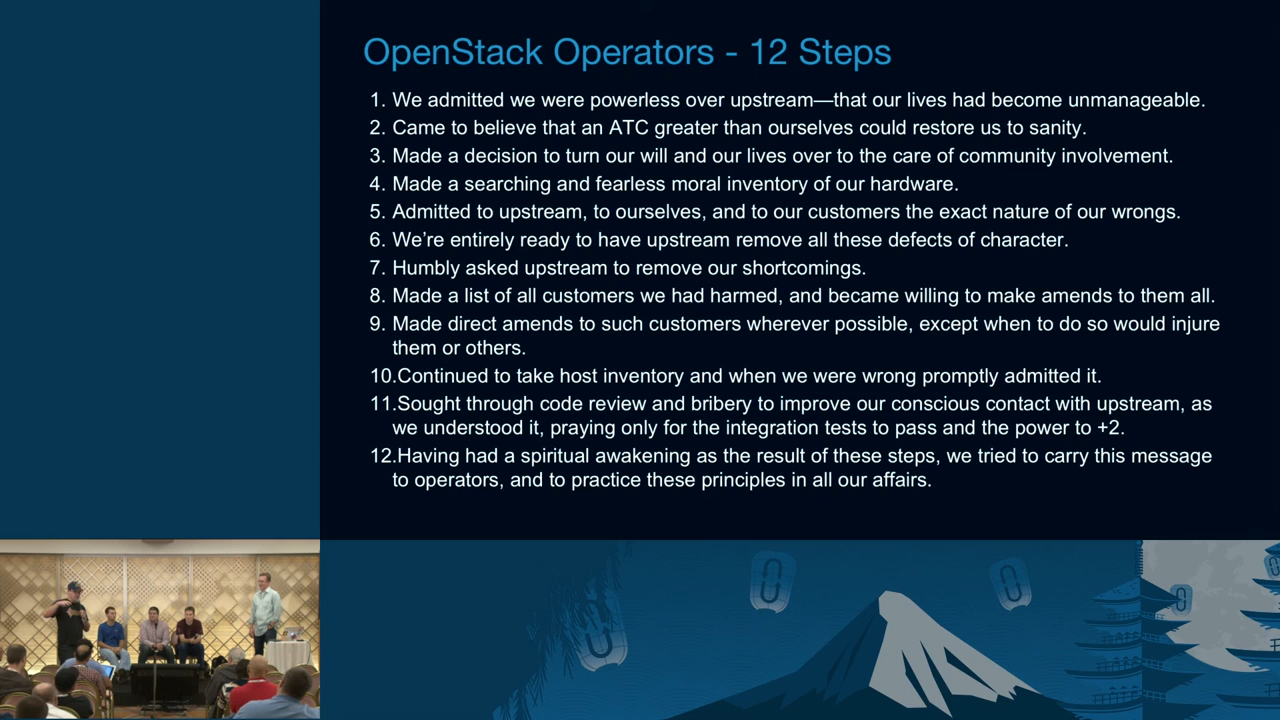 OpenStack Operators - 12 Steps
1. We admitted we were powerless over upstream—that our lives had become unmanageable.
2. Came to believe that an ATC greater than ourselves could restore us to sanity.
3. Made a decision to turn our will and our lives over to the care of community involvement.
4. Made a searching and fearless moral inventory of our hardware.
5. Admitted to upstream, to ourselves, and to our customers the exact nature of our wrongs.
6. We’re entirely ready to have upstream remove all these defects of character.
7. Humbly asked upstream to remove our shortcomings.
8. Made a list of all customers we had harmed, and became willing to make amends to them all.
9. Made direct amends to such customers wherever possible, except when to do so would injure
them or others.
10.Continued to take host inventory and when we were wrong promptly admitted it.
11.Sought through code review and bribery to improve our conscious contact with upstream, as
we understood it, praying only for the integration tests to pass and the power to +2.
12.Having had a spiritual awakening as the result of these steps, we tried to carry this message
to operators, and to practice these principles in all our affairs.